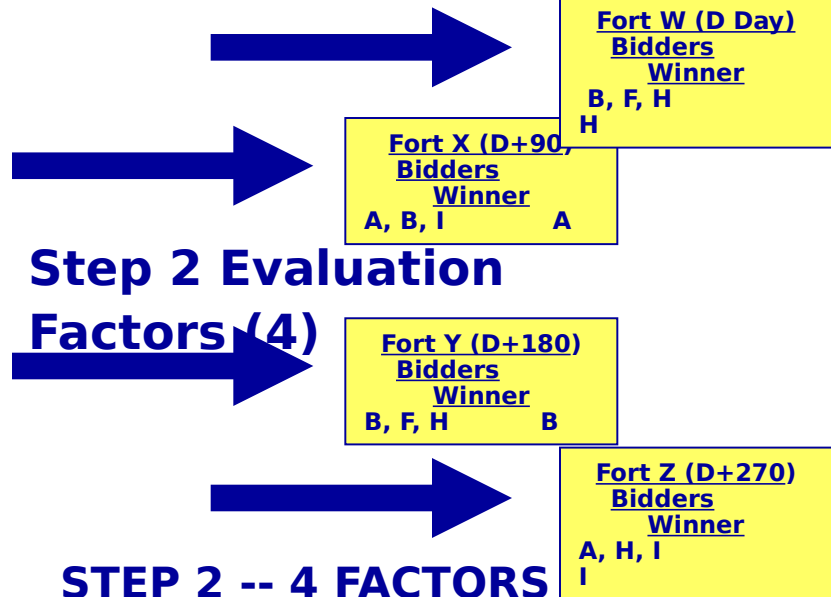 Fort W (D Day)
Bidders
Winner
B, F, H
H
Fort X (D+90)
Bidders
Winner
A, B, I A
Step 2 Evaluation
Factors (4)
Fort Y (D+180)
Bidders
Winner
B, F, H B
Fort Z (D+270)
Bidders
Winner
A, H, I
I
STEP 2 -- 4 FACTORS